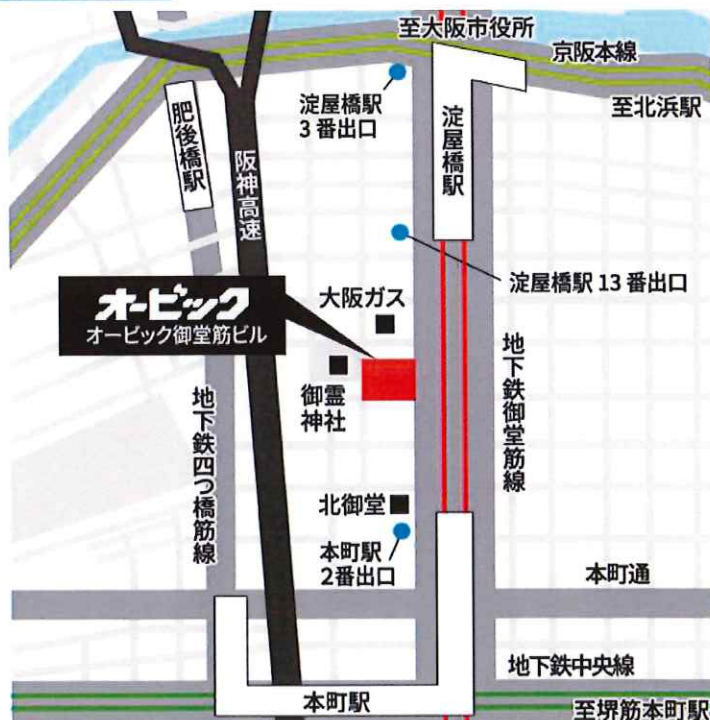 至大阪市役所
京阪本線
至北浜駅
淀屋橋駅
3番出口
淀屋橋駅
肥後橋駅
阪神高速
淀屋橋駅 13 番出口
オービック
オービック御堂筋ビル
大阪ガス
御霊
神社
地下鉄御堂筋線
地下鉄四つ橋筋線
北御堂
本町駅
2番出口
本町通
地下鉄中央線
本町駅
至堺筋本町駅